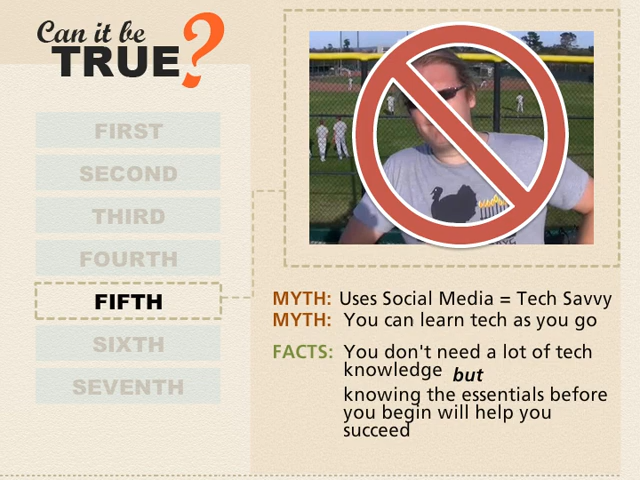 Can it be
TRUE?
FIRST
SECOND
THIRD
FOURTH
FIFTH
SIXTH
SEVENTH
MYTH: Uses Social Media = Tech Savvy
MYTH: You can learn tech as you go
FACTS: You don't need a lot of tech
knowledge but
knowing the essentials before
you begin will help you
succeed